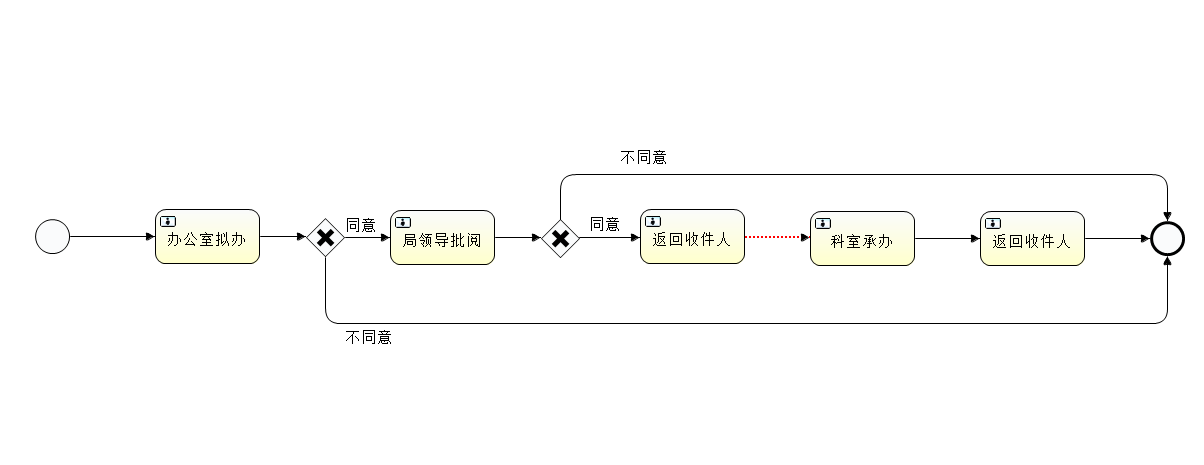 不同意
办公室拟办
同意
局领导批阅
同意
返回收件人
科室承办
返回收件人
不同意